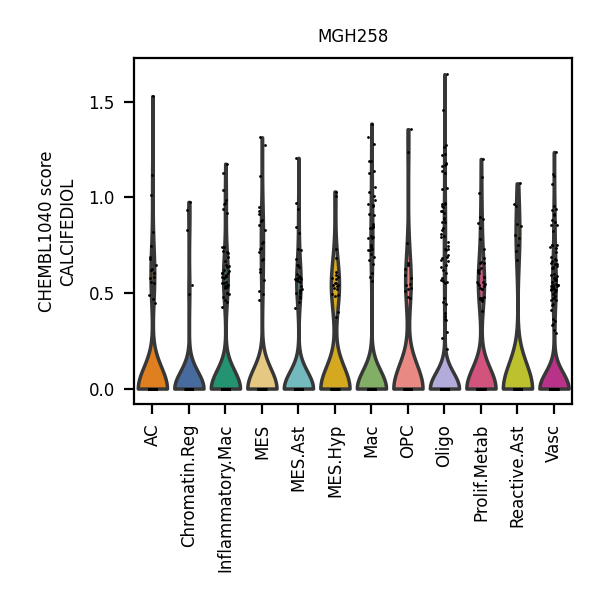 MGH258
CHEMBL1040 score
CALCIFEDIOL
1.5
1.0
0.5
0.0
AC
Chromatin.Reg
Inflammatory.Mac
MES
MES.Ast
MES.Hyp
Mac
OPC
Oligo
Prolif.Metab
Reactive.Ast
Vasc